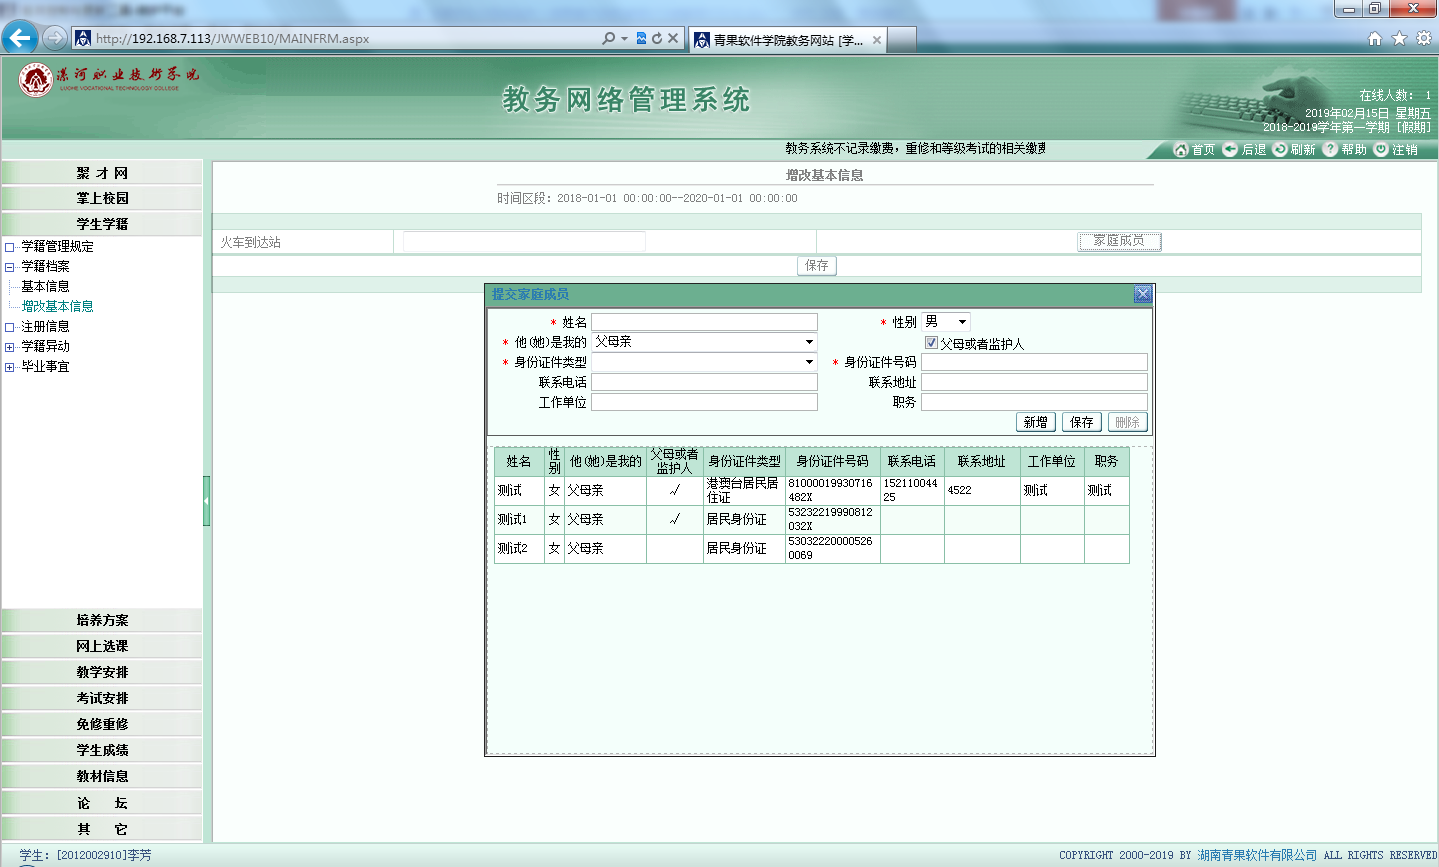 http://192.168.7.113/JWWEB10/MAINFRM.aspx
青果软件学院教务网站 [学...
漯河职业技术学院
LUOHE VOCATIONAL TECHNOLOGY COLLEGE
教务网络管理系统
在线人数： 1
2019年02月15日 星期五
2018-2019学年第一学期 [假期]
教务系统不记录缴费，重修和等级考试的相关缴费
首页 后退 刷新 帮助 注销
聚 才 网
掌上校园
学生学籍
学籍管理规定
学籍档案
基本信息
增改基本信息
注册信息
学籍异动
毕业事宜
培养方案
网上选课
教学安排
考试安排
免修重修
学生成绩
教材信息
论 坛
其 它
增改基本信息
时间区段：2018-01-01 00:00:00--2020-01-01 00:00:00
火车到达站 家庭成员
保存
提交家庭成员
* 姓名 * 性别 男
* 他(她)是我的 父母亲 父母或者监护人
* 身份证件类型 * 身份证件号码
联系电话 联系地址
工作单位 职务
新增 保存 删除
姓名 性别 他(她)是我的 父母或者监护人 身份证件类型 身份证件号码 联系电话 联系地址 工作单位 职务
测试 女 父母亲 √ 港澳台居民居住证 81000019930716482X 15211004425 4522 测试 测试
测试1 女 父母亲 √ 居民身份证 53232219990812032X
测试2 女 父母亲 居民身份证 530322200005260069
学生：[2012002910]李芳
COPYRIGHT 2000-2019 BY 湖南青果软件有限公司 ALL RIGHTS RESERVED